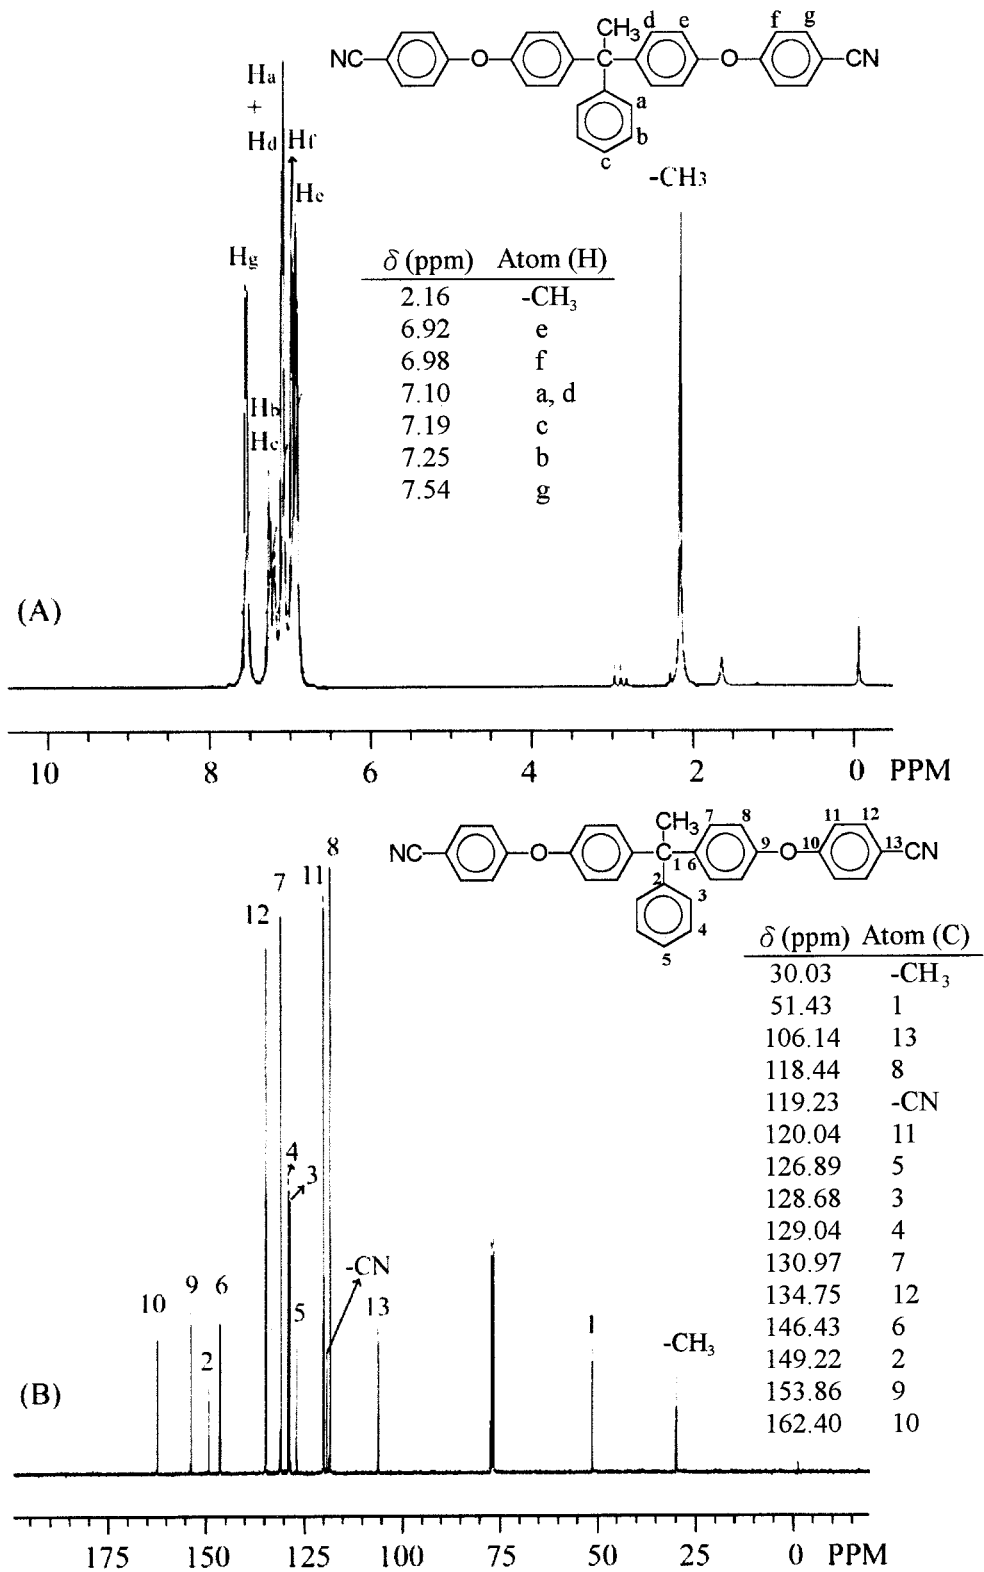 CH₃ d e f g
NC O C O CN
a
b
c
Ha
+
Hd Hf
He
-CH₃
Hg
Hb
Hc
δ (ppm) Atom (H)
2.16 -CH₃
6.92 e
6.98 f
7.10 a, d
7.19 c
7.25 b
7.54 g
(A)
10 8 6 4 2 0 PPM
CH₃ 7 8 11 12
NC O 1 6 9 O 10 13 CN
2 3
4
5
8
11
7
12
4
3
-CN
9 6
10
2
5
13
1
-CH₃
δ (ppm) Atom (C)
30.03 -CH₃
51.43 1
106.14 13
118.44 8
119.23 -CN
120.04 11
126.89 5
128.68 3
129.04 4
130.97 7
134.75 12
146.43 6
149.22 2
153.86 9
162.40 10
(B)
175 150 125 100 75 50 25 0 PPM